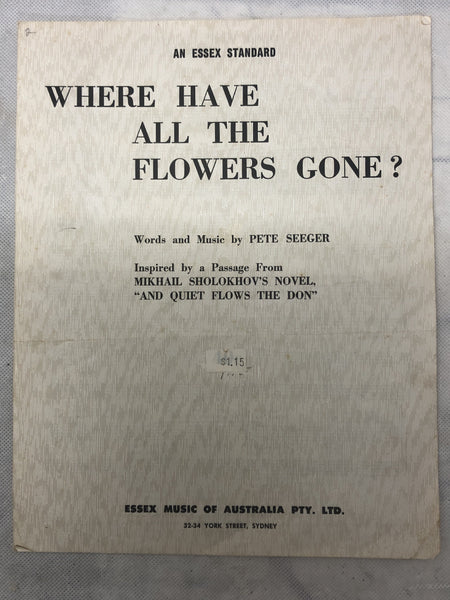 AN ESSEX STANDARD
WHERE HAVE
ALL THE
FLOWERS GONE?
Words and Music by PETE SEEGER
Inspired by a Passage From
MIKHAIL SHOLOKHOV'S NOVEL,
"AND QUIET FLOWS THE DON"
$1.15
ESSEX MUSIC OF AUSTRALIA PTY. LTD.
32-34 YORK STREET, SYDNEY